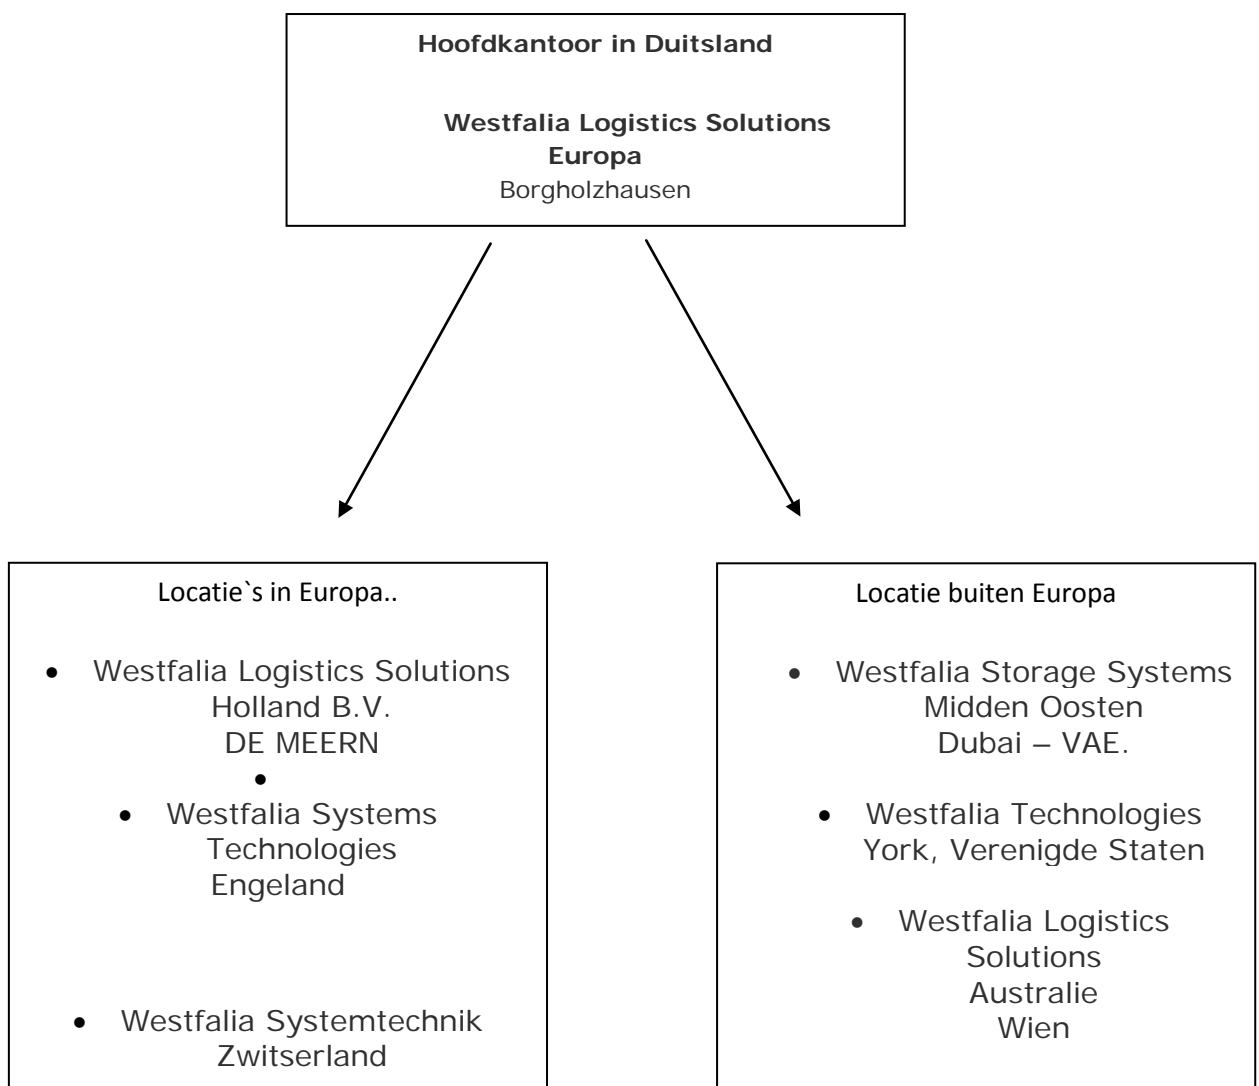 Hoofdkantoor in Duitsland
Westfalia Logistics Solutions
Europa
Borgholzhausen
Locatie`s in Europa..
• Westfalia Logistics Solutions
Holland B.V.
DE MEERN
•
• Westfalia Systems
Technologies
Engeland
• Westfalia Systemtechnik
Zwitserland
Locatie buiten Europa
• Westfalia Storage Systems
Midden Oosten
Dubai – VAE.
• Westfalia Technologies
York, Verenigde Staten
• Westfalia Logistics
Solutions
Australie
Wien